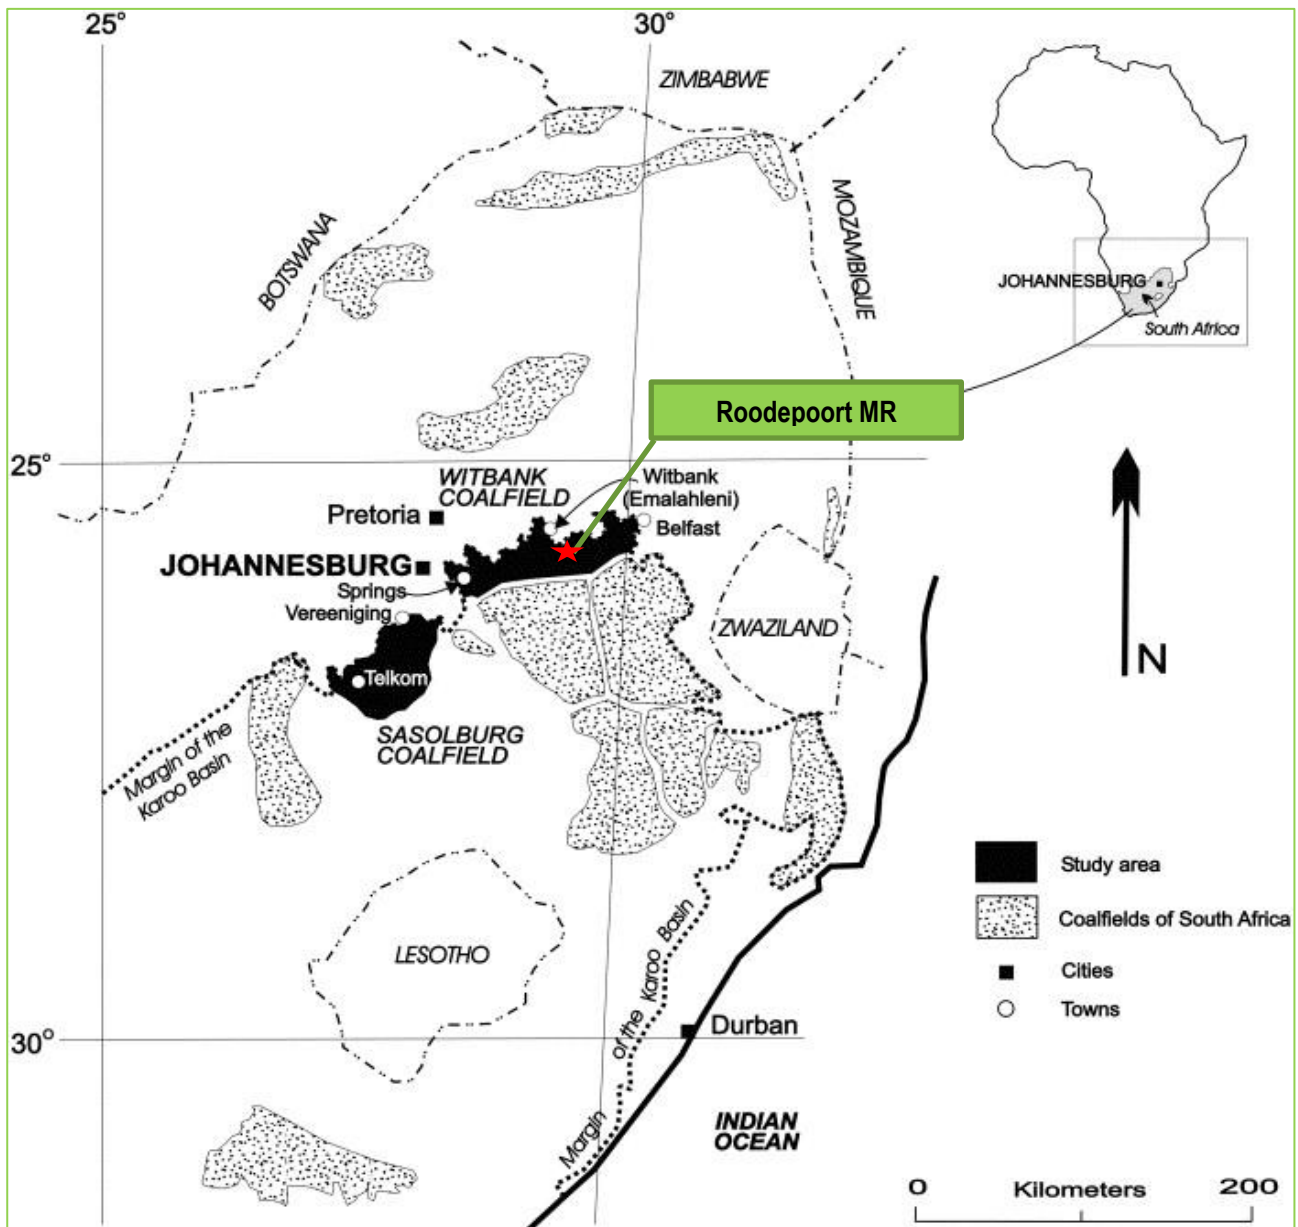 25°
30°
ZIMBABWE
BOTSWANA
MOZAMBIQUE
JOHANNESBURG
South Africa
Roodepoort MR
25°
WITBANK
COALFIELD
Witbank
(Emalahleni)
Pretoria
Belfast
JOHANNESBURG
Springs
Vereeniging
ZWAZILAND
N
Telkom
SASOLBURG
COALFIELD
Margin of the
Karoo Basin
Study area
Coalfields of South Africa
LESOTHO
Cities
Towns
Margin
of the Karoo Basin
Durban
30°
INDIAN
OCEAN
0 Kilometers 200